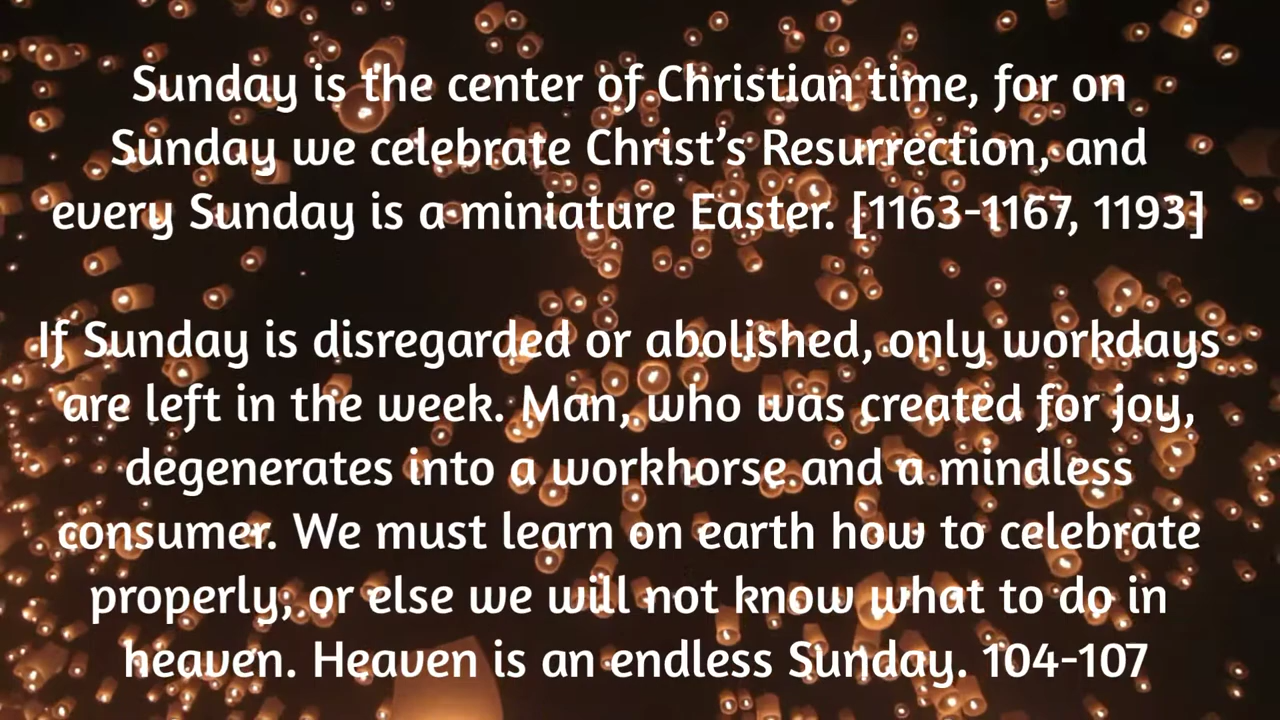 Sunday is the center of Christian time, for on
Sunday we celebrate Christ’s Resurrection, and
every Sunday is a miniature Easter. [1163-1167, 1193]
If Sunday is disregarded or abolished, only workdays
are left in the week. Man, who was created for joy,
degenerates into a workhorse and a mindless
consumer. We must learn on earth how to celebrate
properly, or else we will not know what to do in
heaven. Heaven is an endless Sunday. 104-107